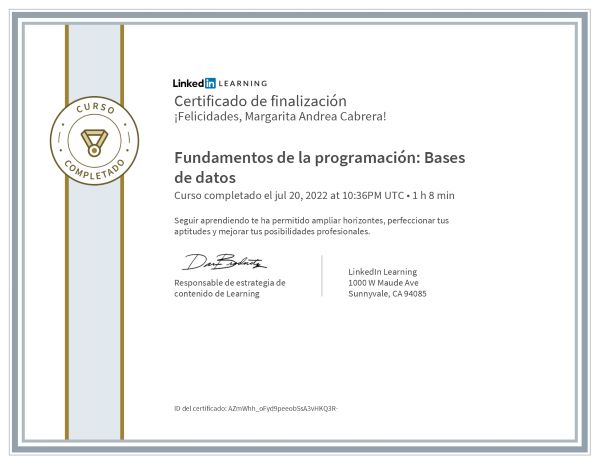 LinkedIn LEARNING
Certificado de finalización
¡Felicidades, Margarita Andrea Cabrera!
CURSO
COMPLETADO
Fundamentos de la programación: Bases
de datos
Curso completado el jul 20, 2022 at 10:36PM UTC • 1 h 8 min
Seguir aprendiendo te ha permitido ampliar horizontes, perfeccionar tus
aptitudes y mejorar tus posibilidades profesionales.
Responsable de estrategia de
contenido de Learning
LinkedIn Learning
1000 W Maude Ave
Sunnyvale, CA 94085
ID del certificado: AZmWhh_oFyd9peeobSsA3vHKQ3R-